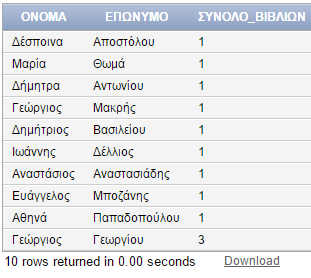 ΟΝΟΜΑ ΕΠΩΝΥΜΟ ΣΥΝΟΛΟ_ΒΙΒΛΙΩΝ
Δέσποινα Αποστόλου 1
Μαρία Θωμά 1
Δήμητρα Αντωνίου 1
Γεώργιος Μακρής 1
Δημήτριος Βασιλείου 1
Ιωάννης Δέλλιος 1
Αναστάσιος Αναστασιάδης 1
Ευάγγελος Μποζάνης 1
Αθηνά Παπαδοπούλου 1
Γεώργιος Γεωργίου 3
10 rows returned in 0.00 seconds Download